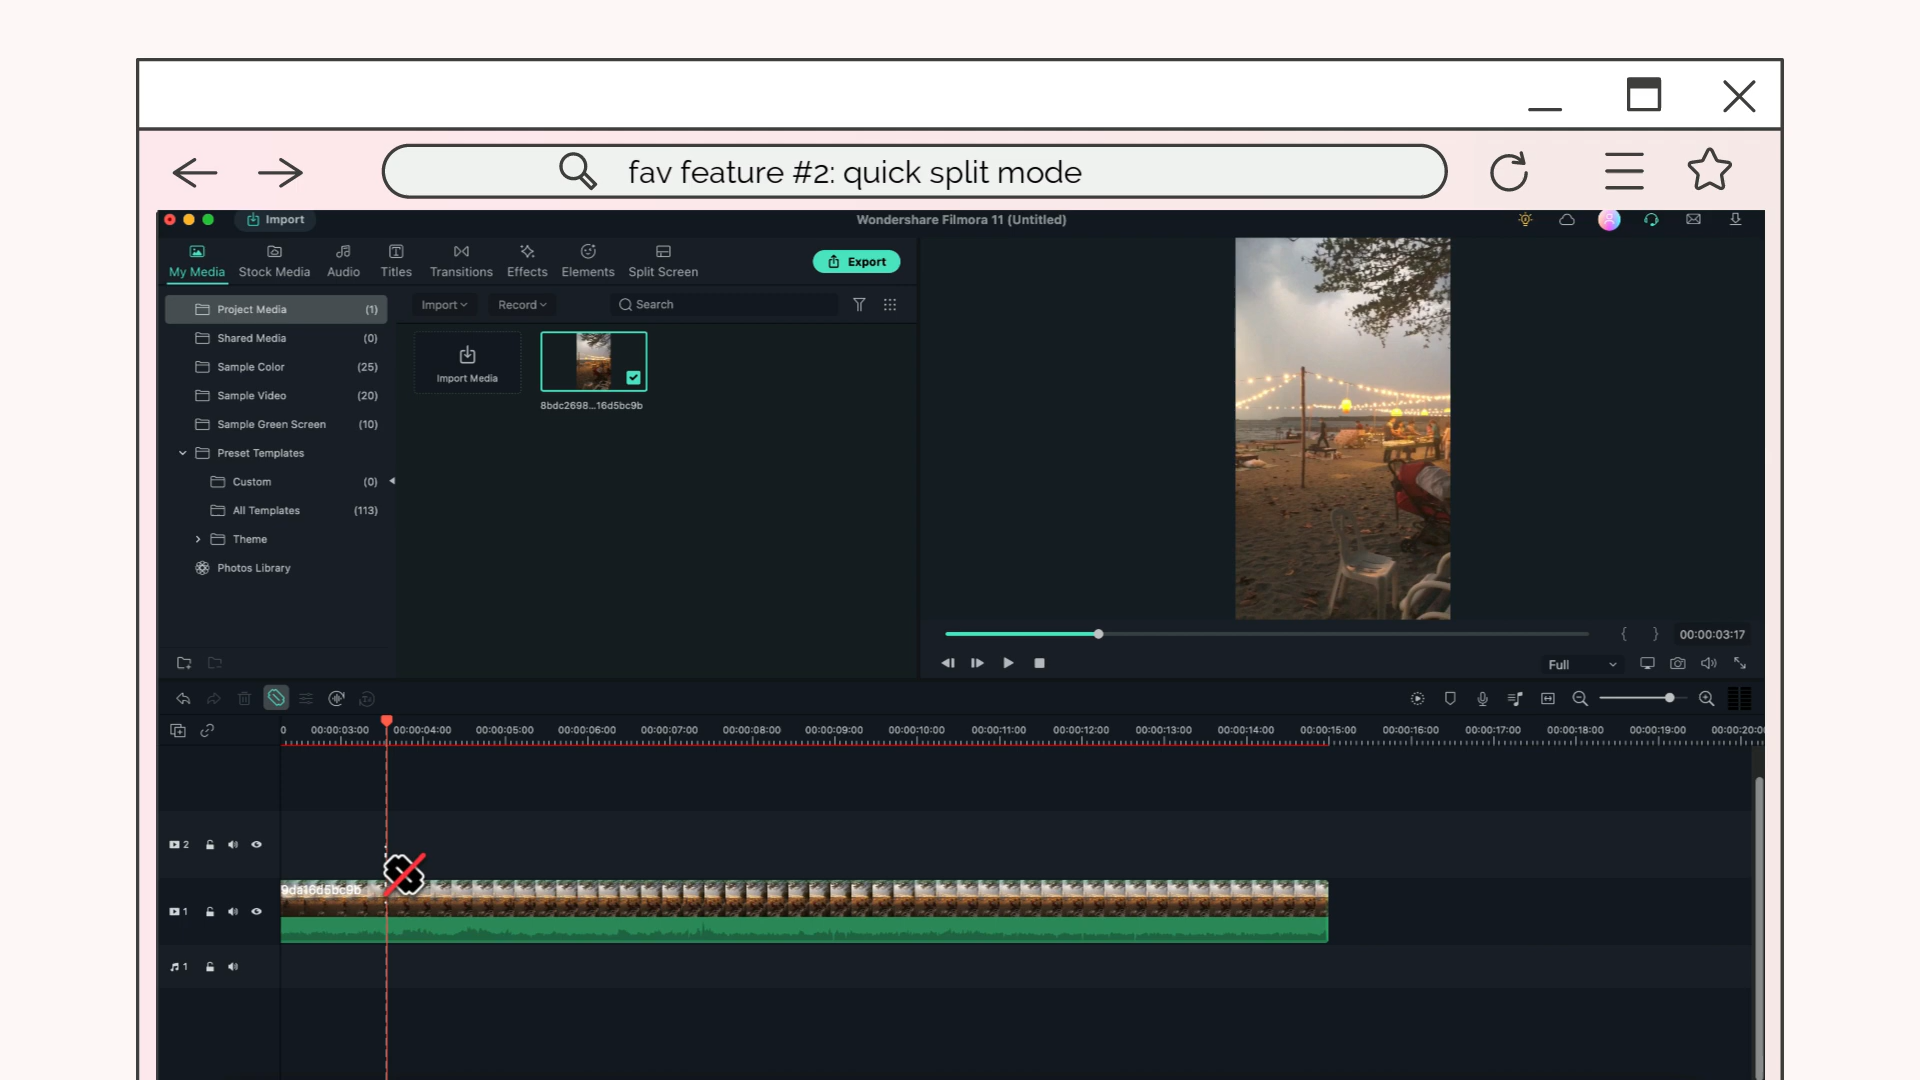 fav feature #2: quick split mode
Import
Wondershare Filmora 11 (Untitled)
My Media
Stock Media
Audio
Titles
Transitions
Effects
Elements
Split Screen
Export
Project Media (1)
Shared Media (0)
Sample Color (25)
Sample Video (20)
Sample Green Screen (10)
Preset Templates
Custom (0)
All Templates (113)
Theme
Photos Library
Import
Record
Search
Import Media
8bdc2698...16d5bc9b
00:00:03:17
Full
0 00:00:03:00 00:00:04:00 00:00:05:00 00:00:06:00 00:00:07:00 00:00:08:00 00:00:09:00 00:00:10:00 00:00:11:00 00:00:12:00 00:00:13:00 00:00:14:00 00:00:15:00 00:00:16:00 00:00:17:00 00:00:18:00 00:00:19:00 00:00:20:0
2
9da16d5bc9b
1
1